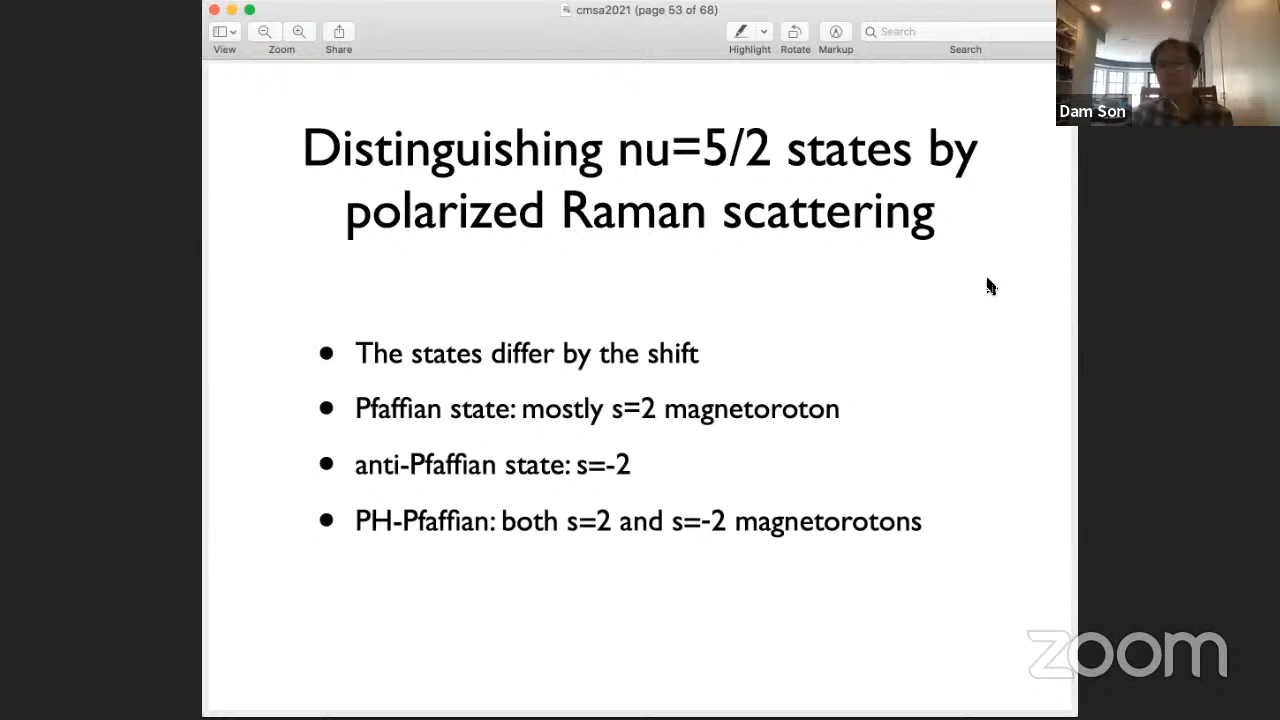 cmsa2021 (page 53 of 68)
View
Zoom
Share
Highlight
Rotate
Markup
Search
Search
Dam Son
Distinguishing nu=5/2 states by
polarized Raman scattering
• The states differ by the shift
• Pfaffian state: mostly s=2 magnetoroton
• anti-Pfaffian state: s=-2
• PH-Pfaffian: both s=2 and s=-2 magnetorotons
zoom